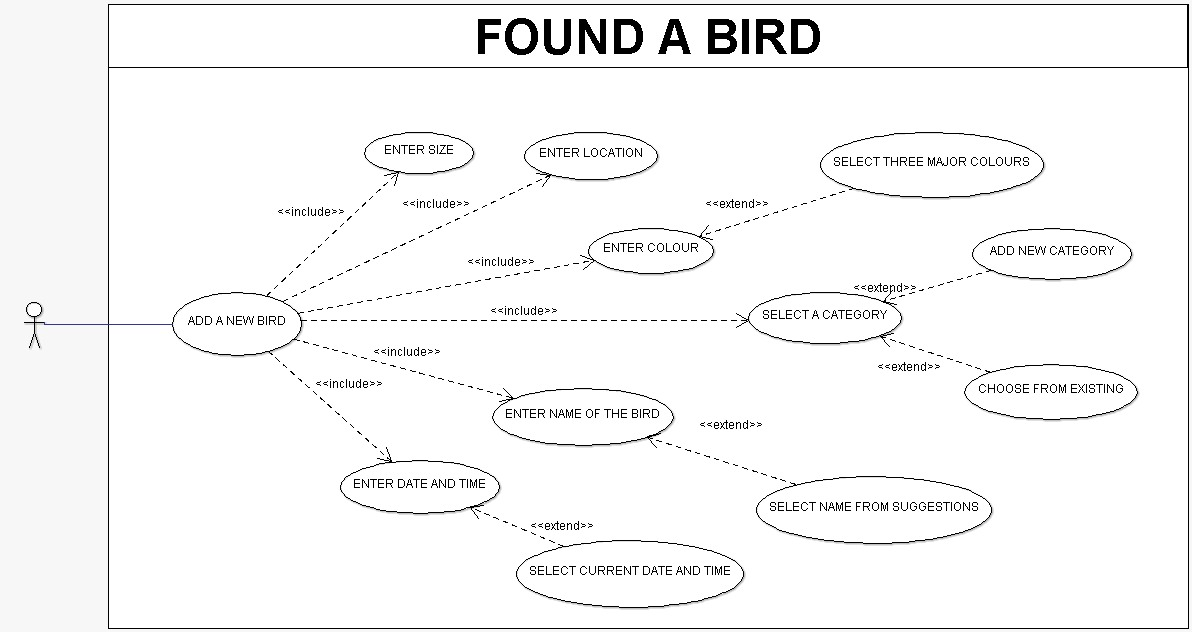 FOUND A BIRD
ENTER SIZE
ENTER LOCATION
SELECT THREE MAJOR COLOURS
<<include>>
<<include>>
<<extend>>
ENTER COLOUR
ADD NEW CATEGORY
<<include>>
<<extend>>
ADD A NEW BIRD
<<include>>
SELECT A CATEGORY
<<include>>
<<extend>>
<<include>>
CHOOSE FROM EXISTING
ENTER NAME OF THE BIRD
<<extend>>
ENTER DATE AND TIME
SELECT NAME FROM SUGGESTIONS
<<extend>>
SELECT CURRENT DATE AND TIME